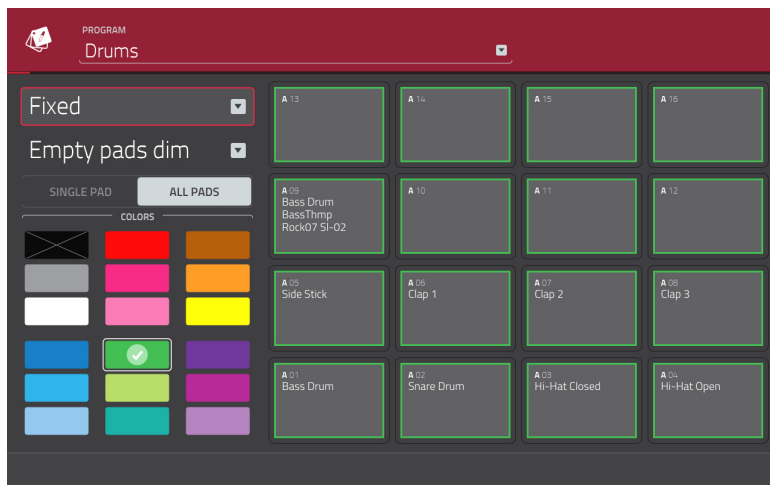 PROGRAM
Drums
Fixed
Empty pads dim
SINGLE PAD
ALL PADS
COLORS
A 13
A 14
A 15
A 16
A 09
Bass Drum
BassThmp
Rock07 SI-02
A 10
A 11
A 12
A 05
Side Stick
A 06
Clap 1
A 07
Clap 2
A 08
Clap 3
A 01
Bass Drum
A 02
Snare Drum
A 03
Hi-Hat Closed
A 04
Hi-Hat Open